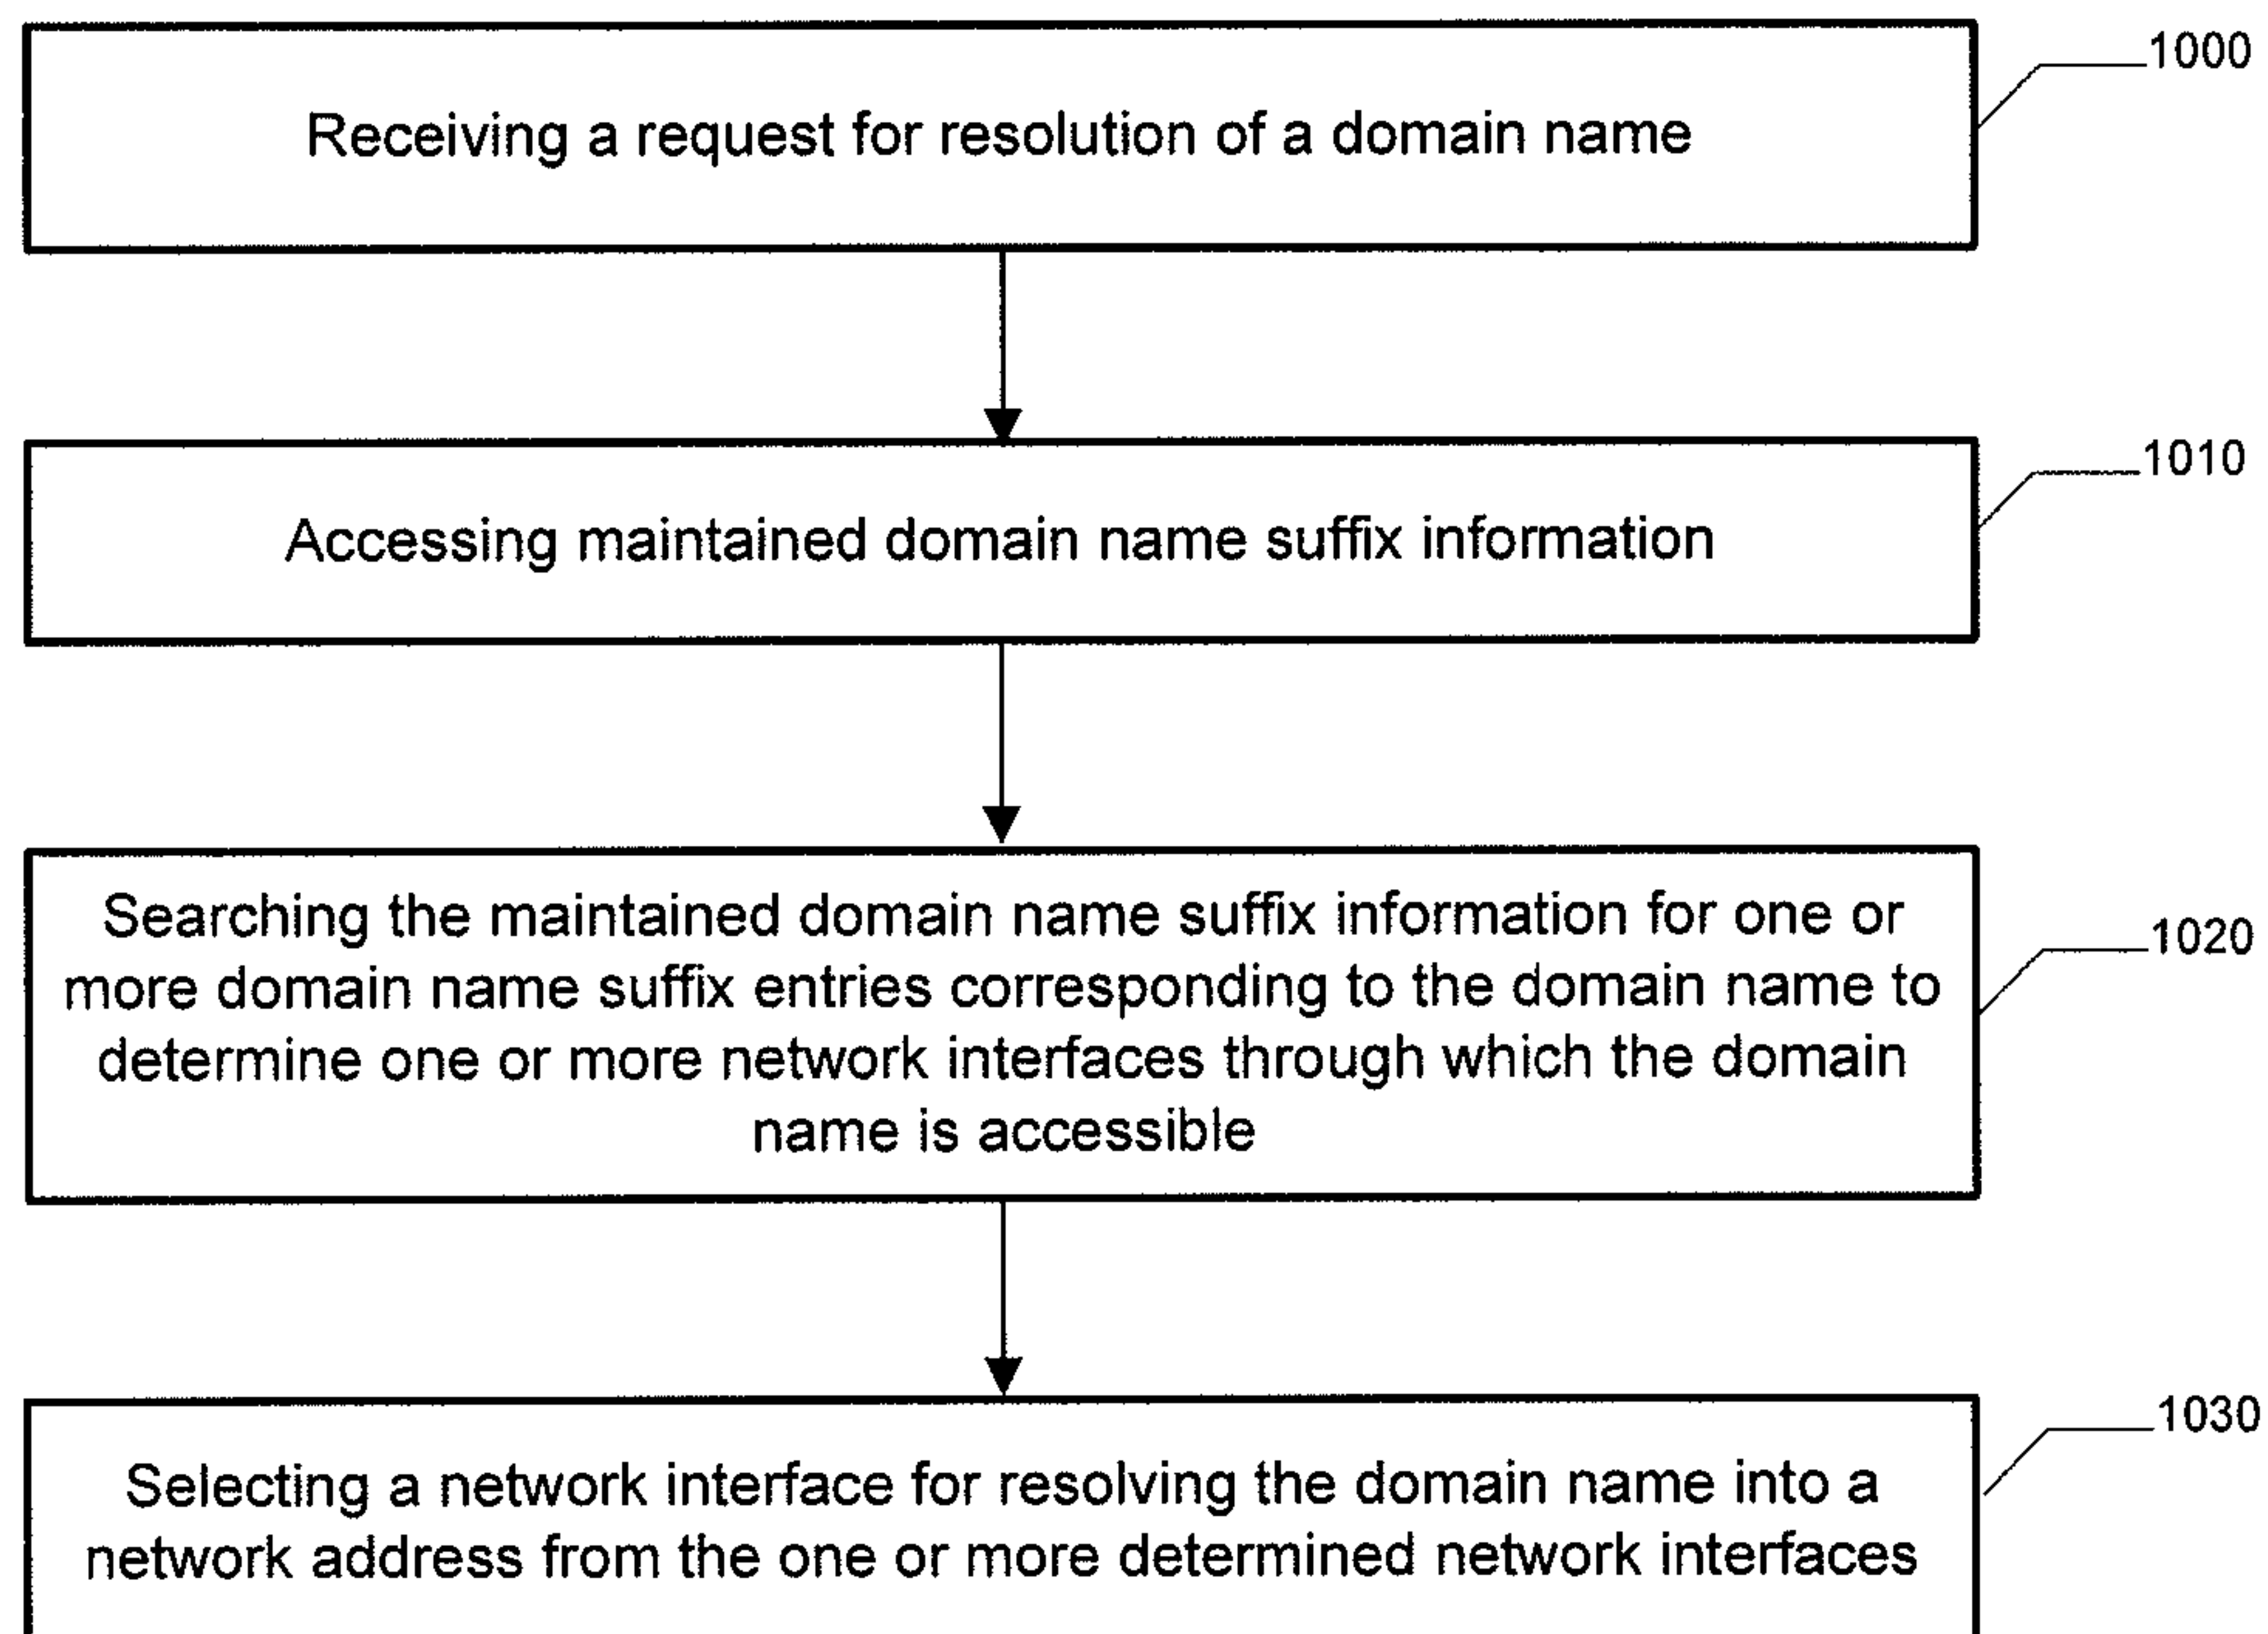 1000
Receiving a request for resolution of a domain name
1010
Accessing maintained domain name suffix information
Searching the maintained domain name suffix information for one or
more domain name suffix entries corresponding to the domain name to
determine one or more network interfaces through which the domain
name is accessible
1020
1030
Selecting a network interface for resolving the domain name into a
network address from the one or more determined network interfaces